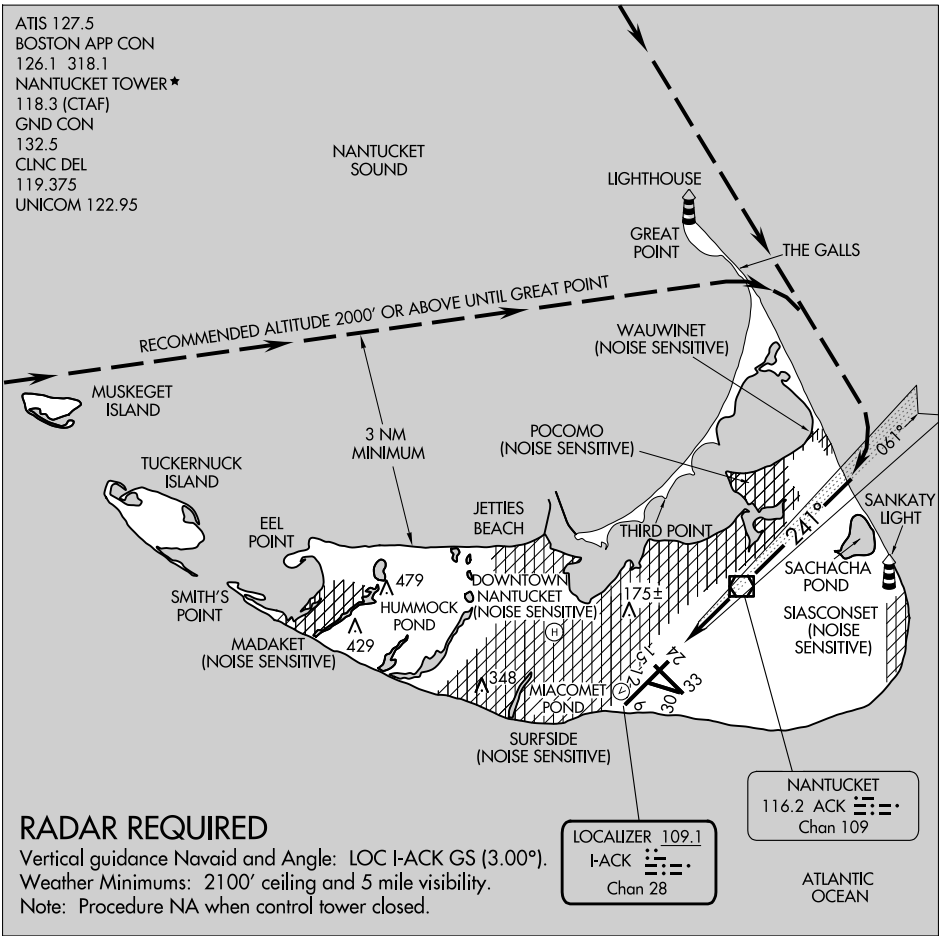 ATIS 127.5
BOSTON APP CON
126.1 318.1
NANTUCKET TOWER★
118.3 (CTAF)
GND CON
132.5
CLNC DEL
119.375
UNICOM 122.95
NANTUCKET
SOUND
LIGHTHOUSE
GREAT
POINT
THE GALLS
RECOMMENDED ALTITUDE 2000' OR ABOVE UNTIL GREAT POINT
WAUWINET
(NOISE SENSITIVE)
MUSKEGET
ISLAND
3 NM
MINIMUM
POCOMO
(NOISE SENSITIVE)
061°
TUCKERNUCK
ISLAND
JETTIES
BEACH
EEL
POINT
THIRD POINT
241°
SANKATY
LIGHT
SACHACHA
POND
SMITH'S
POINT
479
HUMMOCK
POND
DOWNTOWN
NANTUCKET
(NOISE SENSITIVE)
175±
SIASCONSET
(NOISE
SENSITIVE)
MADAKET
(NOISE SENSITIVE)
429
H
348
MIACOMET
POND
V
15-12
24
6
30
33
SURFSIDE
(NOISE SENSITIVE)
NANTUCKET
116.2 ACK
Chan 109
LOCALIZER 109.1
I-ACK
Chan 28
ATLANTIC
OCEAN
RADAR REQUIRED
Vertical guidance Navaid and Angle: LOC I-ACK GS (3.00°).
Weather Minimums: 2100' ceiling and 5 mile visibility.
Note: Procedure NA when control tower closed.